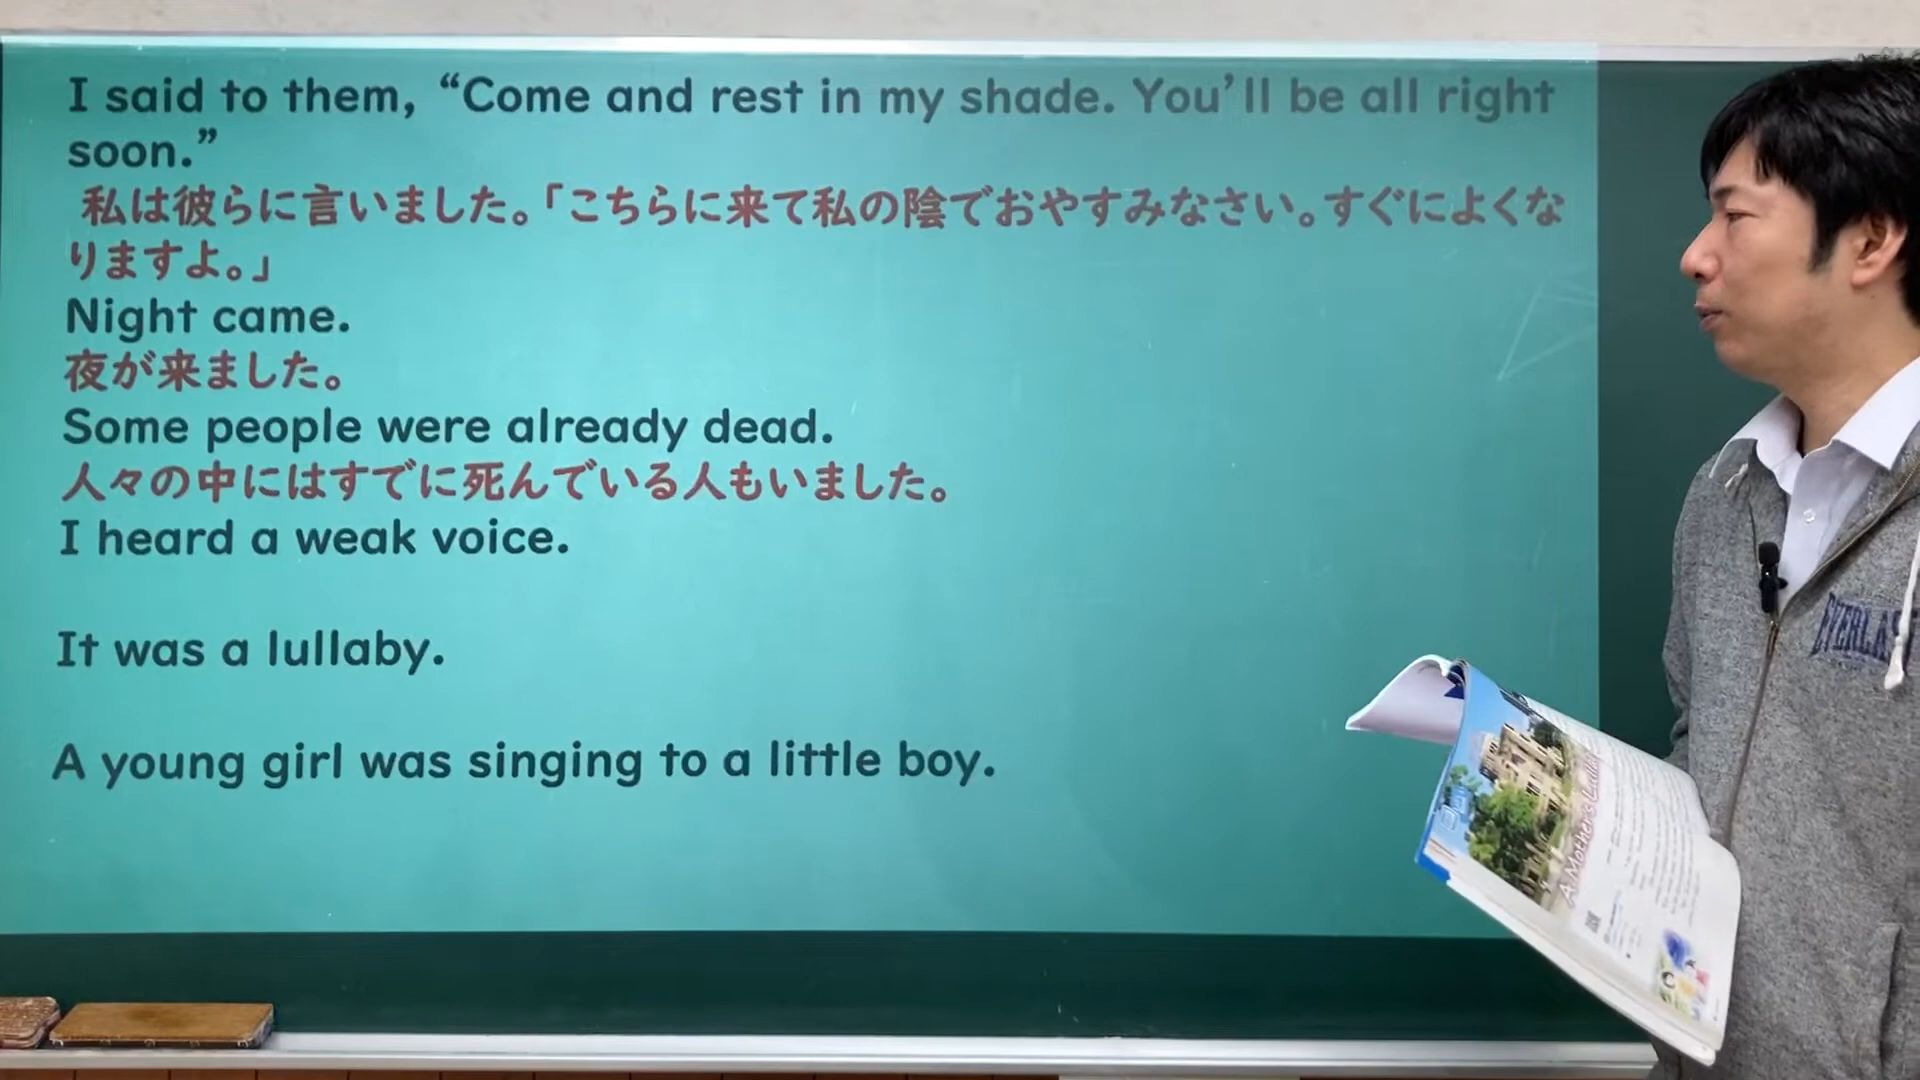 I said to them, “Come and rest in my shade. You’ll be all right
soon.”
私は彼らに言いました。「こちらに来て私の陰でおやすみなさい。すぐによくな
りますよ。」
Night came.
夜が来ました。
Some people were already dead.
人々の中にはすでに死んでいる人もいました。
I heard a weak voice.
It was a lullaby.
A young girl was singing to a little boy.
A Mother's